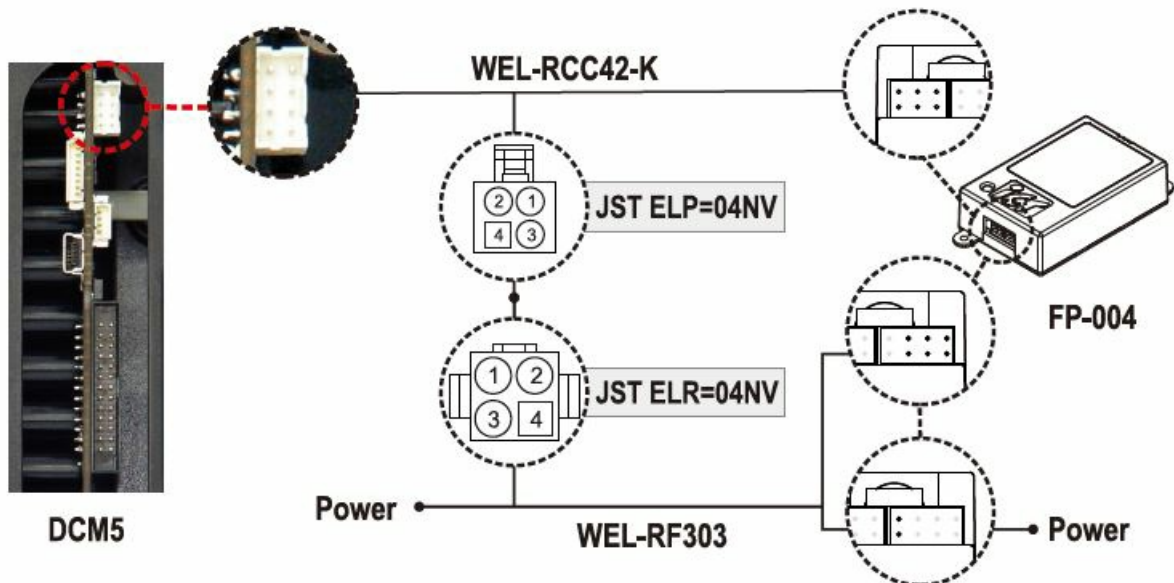 WEL-RCC42-K
2 1
4 3
JST ELP=04NV
FP-004
1 2
3 4
JST ELR=04NV
Power
DCM5
WEL-RF303
Power